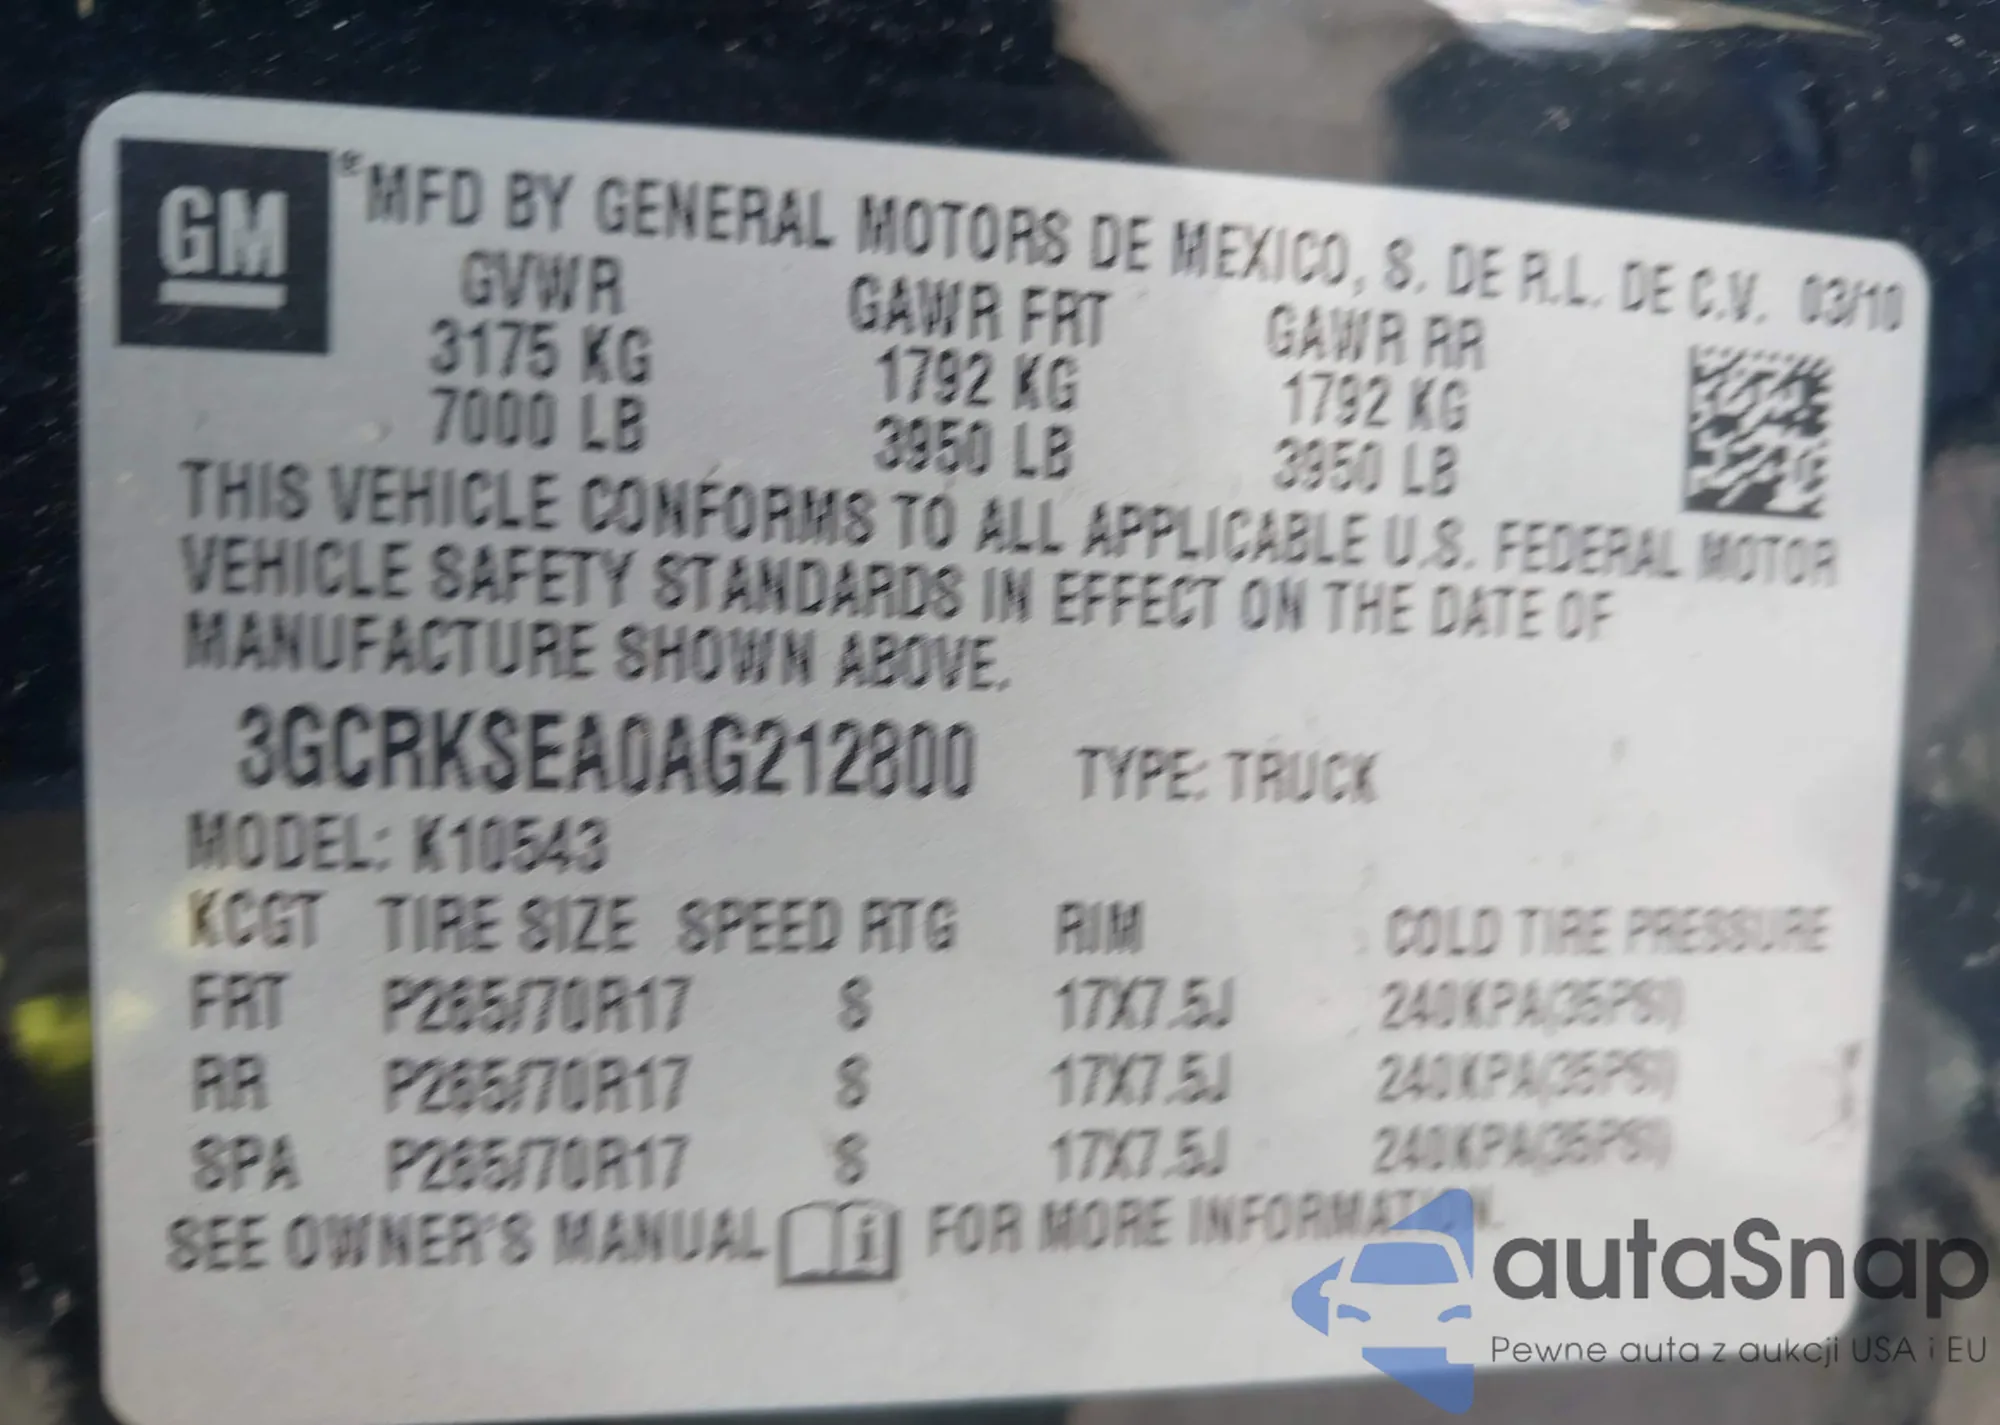 GM ® MFD BY GENERAL MOTORS DE MEXICO, S. DE R.L. DE C.V. 03/10
GVWR GAWR FRT GAWR RR
3175 KG 1792 KG 1792 KG
7000 LB 3950 LB 3950 LB
THIS VEHICLE CONFORMS TO ALL APPLICABLE U.S. FEDERAL MOTOR
VEHICLE SAFETY STANDARDS IN EFFECT ON THE DATE OF
MANUFACTURE SHOWN ABOVE.
3GCRKSEA0AG212800 TYPE: TRUCK
MODEL: K10543
KCGT TIRE SIZE SPEED RTG RIM COLD TIRE PRESSURE
FRT P265/70R17 S 17X7.5J 240KPA(35PSI)
RR P265/70R17 S 17X7.5J 240KPA(35PSI)
SPA P265/70R17 S 17X7.5J 240KPA(35PSI)
SEE OWNER'S MANUAL i FOR MORE INFORMATION.
autaSnap
Pewne auta z aukcji USA i EU